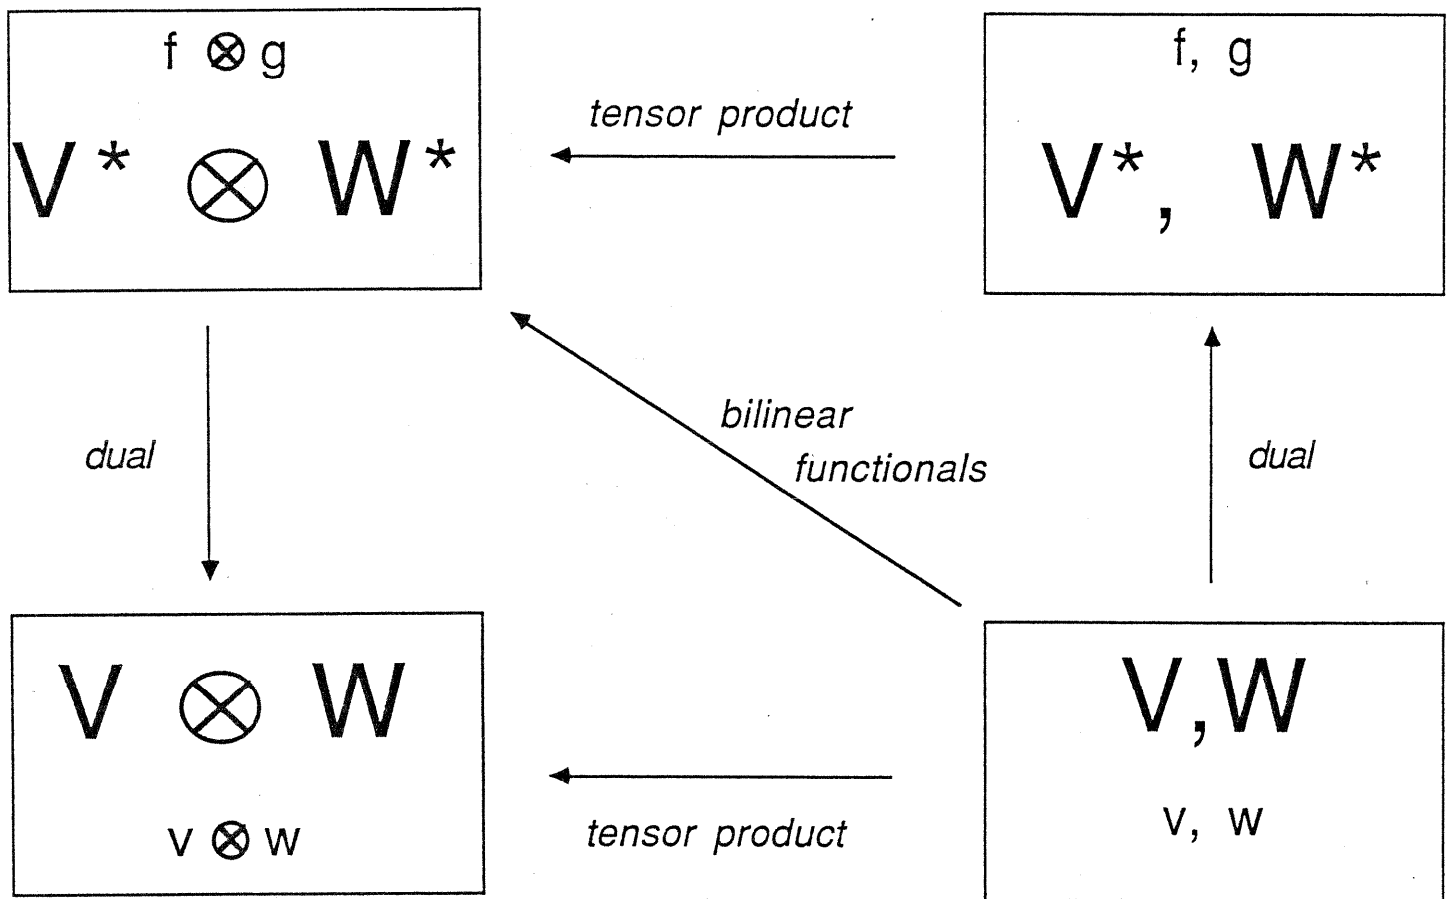 f ⊗ g
V* ⊗ W*
tensor product
f, g
V*, W*
dual
bilinear
functionals
dual
V ⊗ W
v ⊗ w
tensor product
V,W
v, w